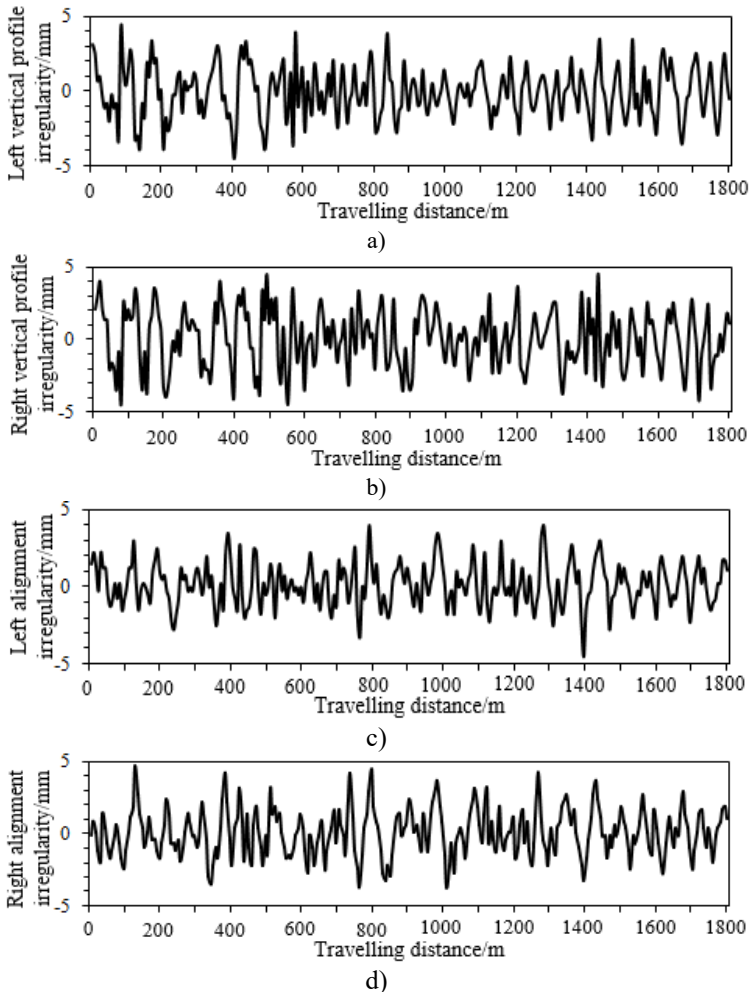 Left vertical profile
irregularity/mm
5
0
-5
0 200 400 600 800 1000 1200 1400 1600 1800
Travelling distance/m
a)
Right vertical profile
irregularity/mm
5
0
-5
0 200 400 600 800 1000 1200 1400 1600 1800
Travelling distance/m
b)
Left alignment
irregularity/mm
5
0
-5
0 200 400 600 800 1000 1200 1400 1600 1800
Travelling distance/m
c)
Right alignment
irregularity/mm
5
0
-5
0 200 400 600 800 1000 1200 1400 1600 1800
Travelling distance/m
d)